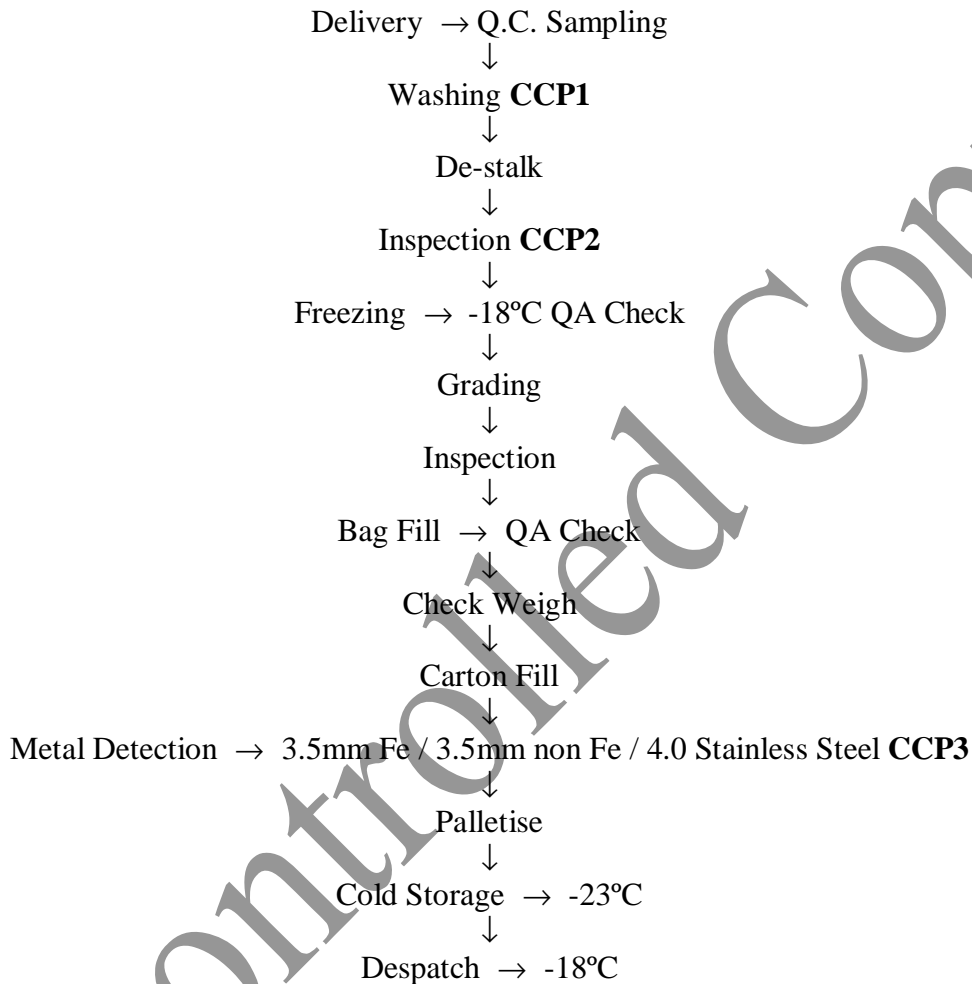 Delivery → Q.C. Sampling
↓
Washing CCP1
↓
De-stalk
↓
Inspection CCP2
↓
Freezing → -18ºC QA Check
↓
Grading
↓
Inspection
↓
Bag Fill → QA Check
↓
Check Weigh
↓
Carton Fill
↓
Metal Detection → 3.5mm Fe / 3.5mm non Fe / 4.0 Stainless Steel CCP3
↓
Palletise
↓
Cold Storage → -23ºC
↓
Despatch → -18ºC
ontrolled Cop